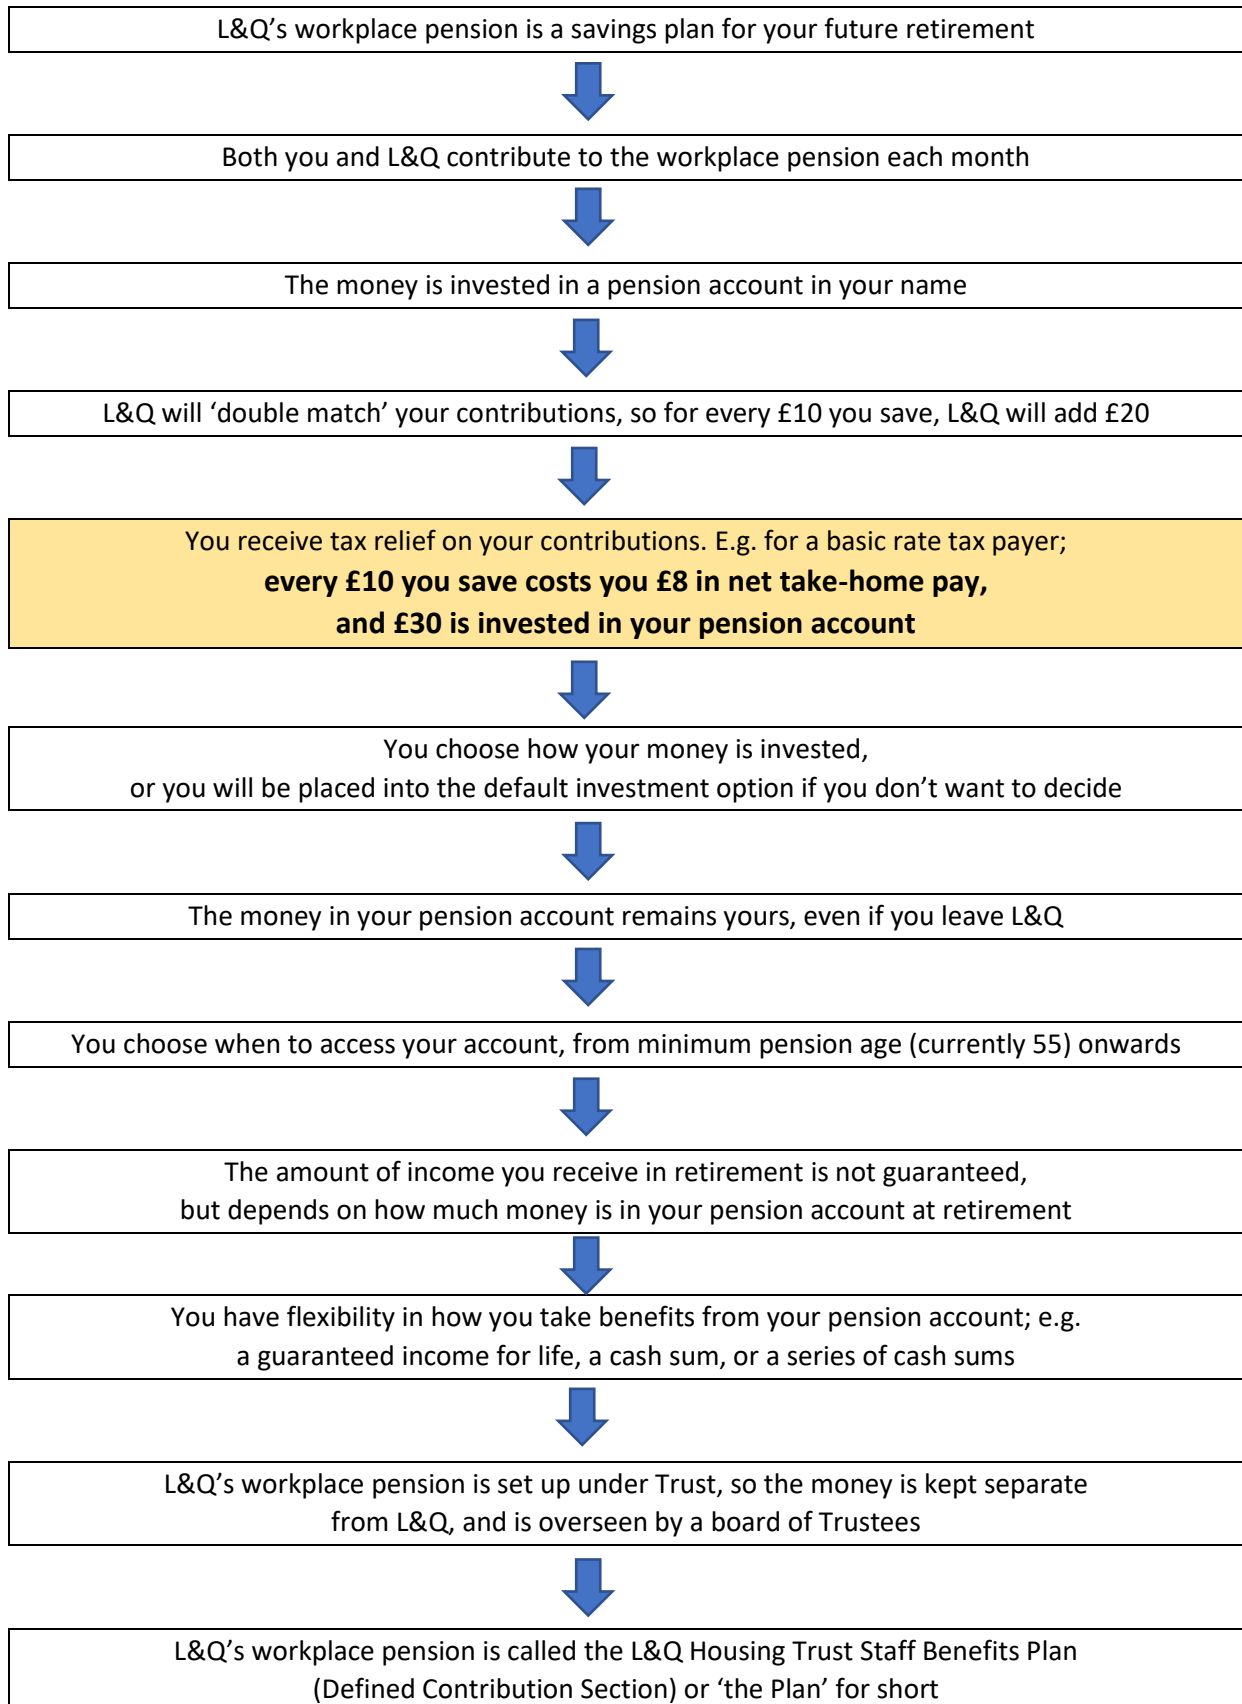 L&Q’s workplace pension is a savings plan for your future retirement
Both you and L&Q contribute to the workplace pension each month
The money is invested in a pension account in your name
L&Q will ‘double match’ your contributions, so for every £10 you save, L&Q will add £20
You receive tax relief on your contributions. E.g. for a basic rate tax payer;
every £10 you save costs you £8 in net take-home pay,
and £30 is invested in your pension account
You choose how your money is invested,
or you will be placed into the default investment option if you don’t want to decide
The money in your pension account remains yours, even if you leave L&Q
You choose when to access your account, from minimum pension age (currently 55) onwards
The amount of income you receive in retirement is not guaranteed,
but depends on how much money is in your pension account at retirement
You have flexibility in how you take benefits from your pension account; e.g.
a guaranteed income for life, a cash sum, or a series of cash sums
L&Q’s workplace pension is set up under Trust, so the money is kept separate
from L&Q, and is overseen by a board of Trustees
L&Q’s workplace pension is called the L&Q Housing Trust Staff Benefits Plan
(Defined Contribution Section) or ‘the Plan’ for short